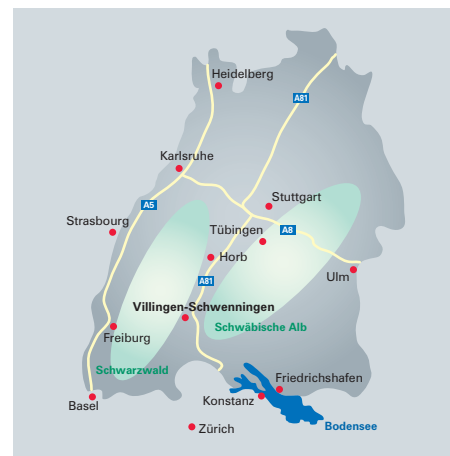 Heidelberg
A81
Karlsruhe
Stuttgart
A5
Strasbourg
Tübingen
A8
Horb
Ulm
A81
Villingen-Schwenningen
Schwäbische Alb
Freiburg
Schwarzwald
Friedrichshafen
Basel
Konstanz
Zürich
Bodensee